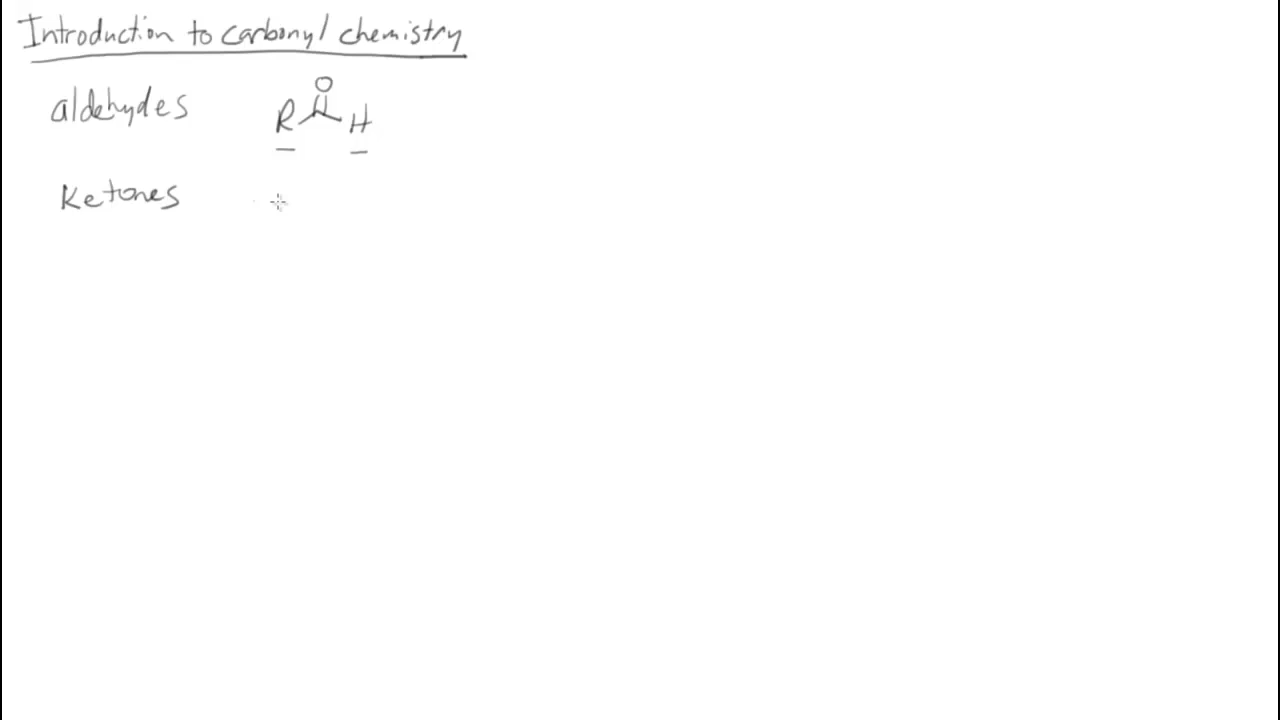 Introduction to carbonyl chemistry
aldehydes
O
R H
Ketones